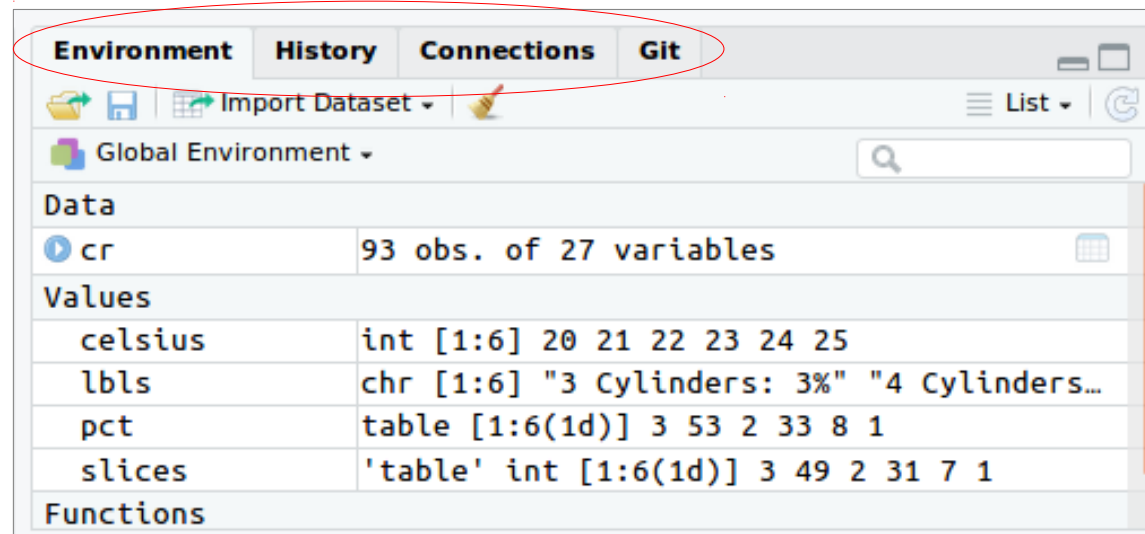 Environment History Connections Git
Import Dataset List
Global Environment
Data
cr 93 obs. of 27 variables
Values
celsius int [1:6] 20 21 22 23 24 25
lbls chr [1:6] "3 Cylinders: 3%" "4 Cylinders…
pct table [1:6(1d)] 3 53 2 33 8 1
slices 'table' int [1:6(1d)] 3 49 2 31 7 1
Functions